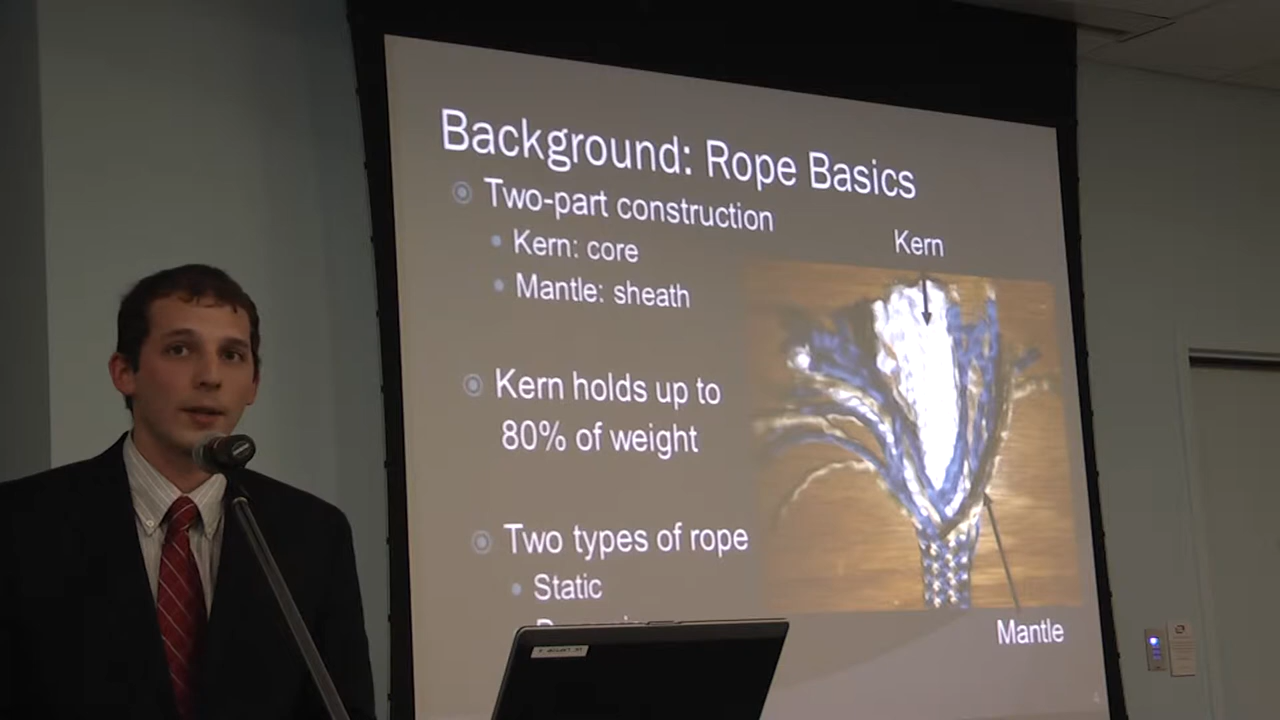 Background: Rope Basics
Two-part construction
Kern: core
Mantle: sheath
Kern
Kern holds up to
80% of weight
Two types of rope
Static
Mantle
4